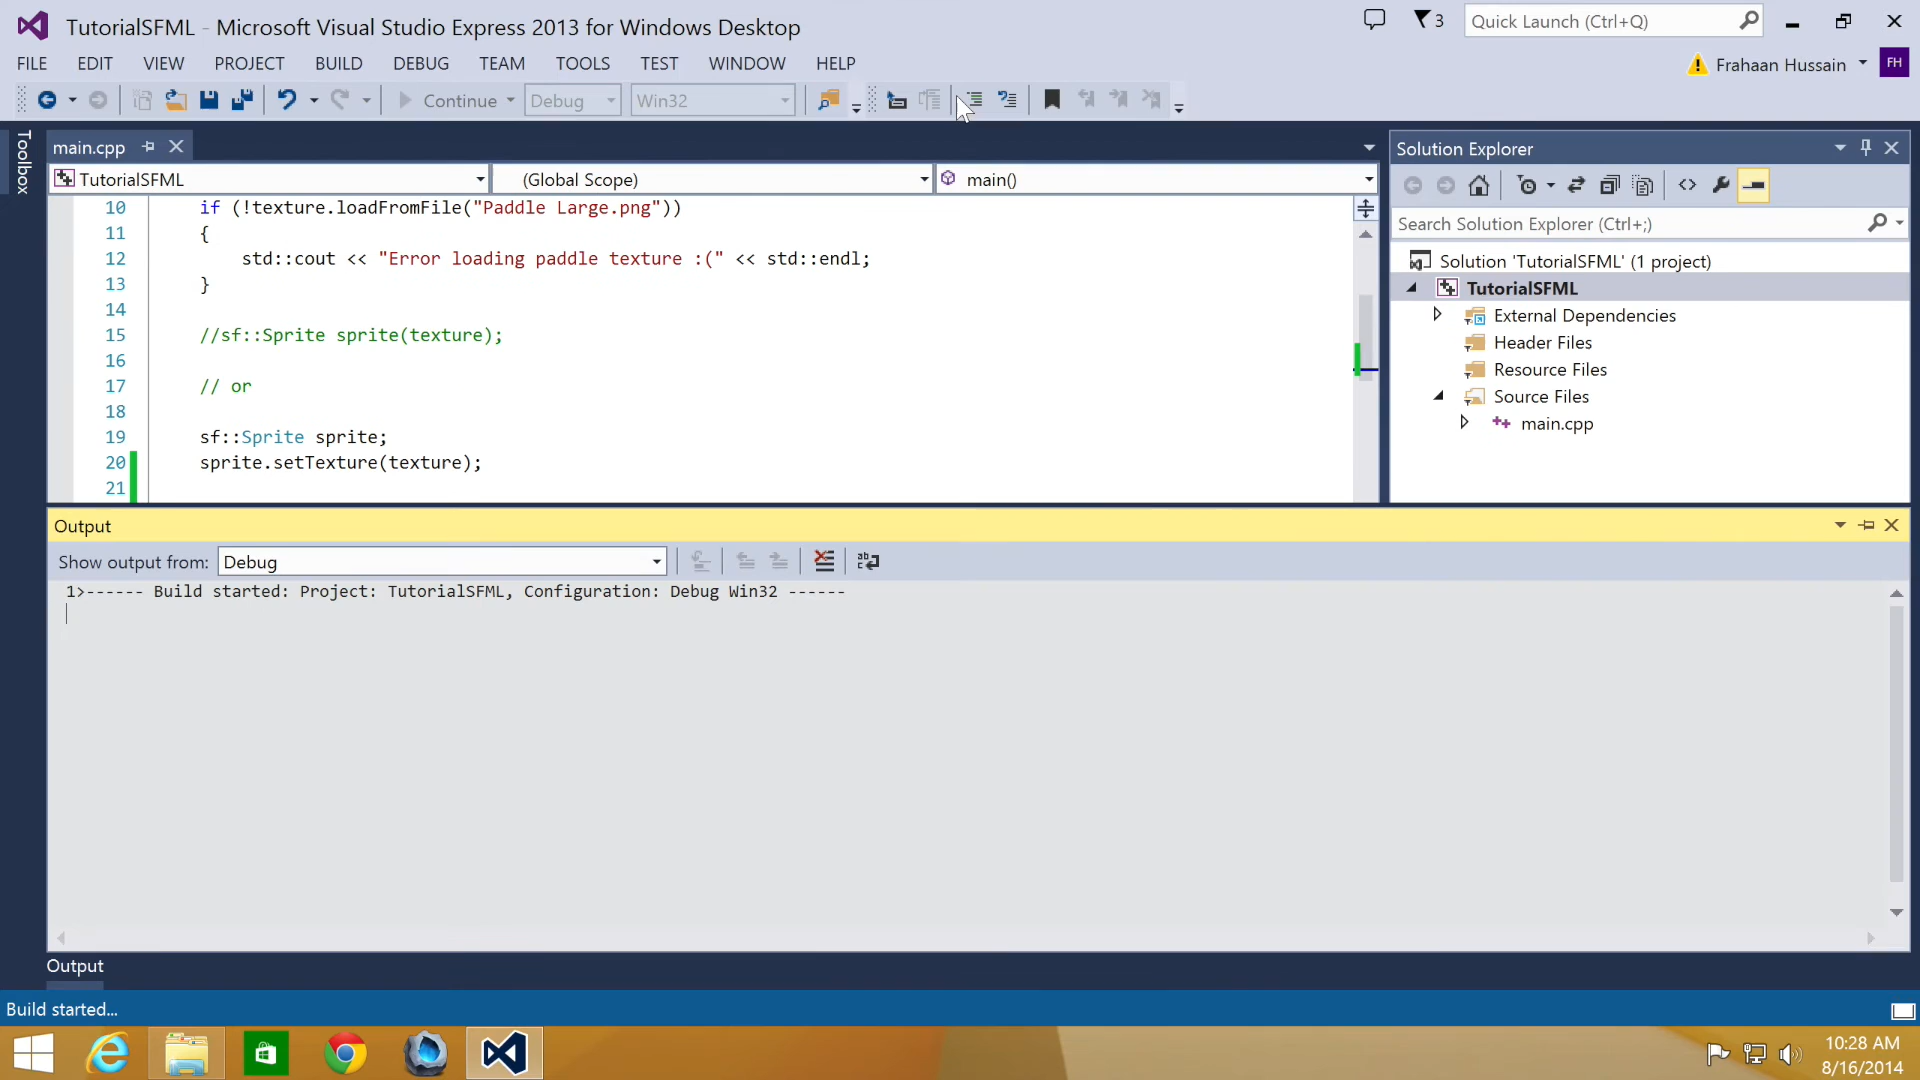 TutorialSFML - Microsoft Visual Studio Express 2013 for Windows Desktop
3
Quick Launch (Ctrl+Q)
FILE EDIT VIEW PROJECT BUILD DEBUG TEAM TOOLS TEST WINDOW HELP
Frahaan Hussain
FH
Continue
Debug
Win32
Toolbox
main.cpp
TutorialSFML
(Global Scope)
main()
10 if (!texture.loadFromFile("Paddle Large.png"))
11 {
12 std::cout << "Error loading paddle texture :(" << std::endl;
13 }
14
15 //sf::Sprite sprite(texture);
16
17 // or
18
19 sf::Sprite sprite;
20 sprite.setTexture(texture);
21
Solution Explorer
Search Solution Explorer (Ctrl+;)
Solution 'TutorialSFML' (1 project)
TutorialSFML
External Dependencies
Header Files
Resource Files
Source Files
main.cpp
Output
Show output from: Debug
1>------ Build started: Project: TutorialSFML, Configuration: Debug Win32 ------
Output
Build started...
10:28 AM
8/16/2014